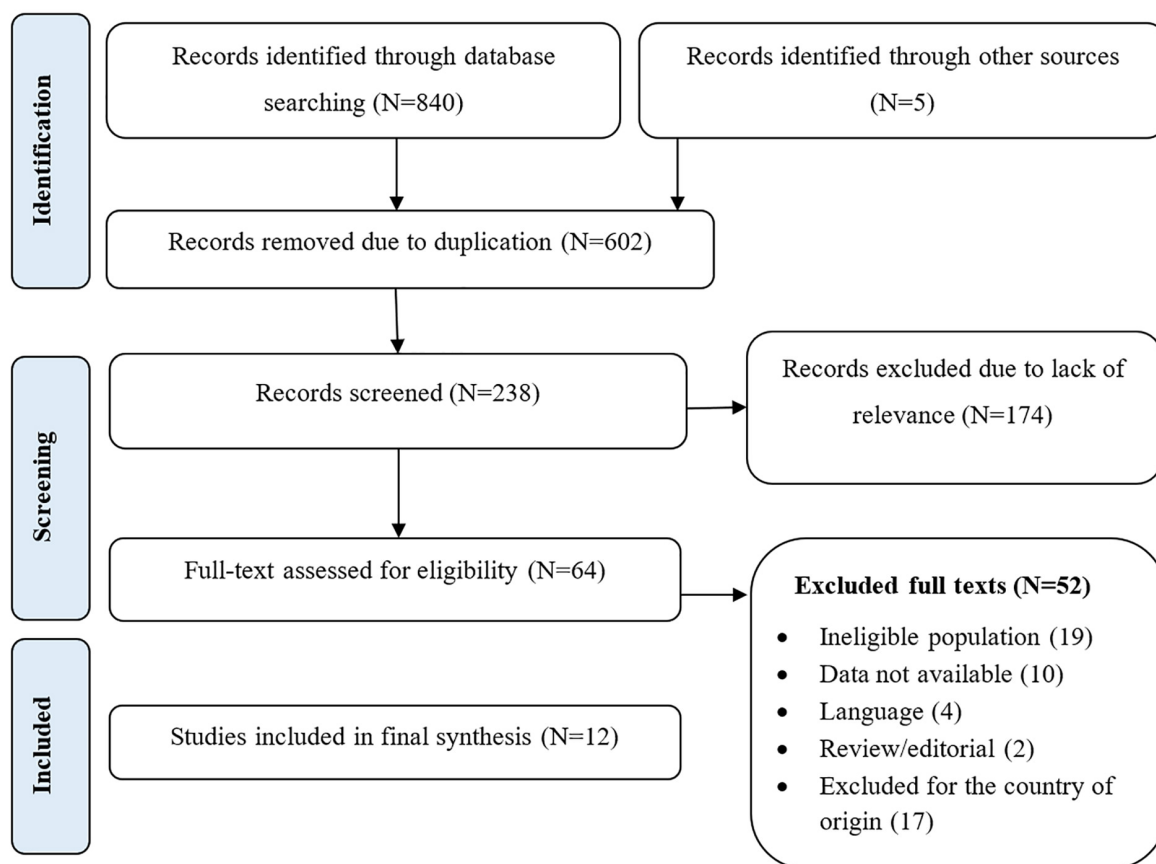 Identification
Records identified through database
searching (N=840)
Records identified through other sources
(N=5)
Records removed due to duplication (N=602)
Screening
Records screened (N=238)
Records excluded due to lack of
relevance (N=174)
Full-text assessed for eligibility (N=64)
Excluded full texts (N=52)
• Ineligible population (19)
• Data not available (10)
• Language (4)
• Review/editorial (2)
• Excluded for the country of
origin (17)
Included
Studies included in final synthesis (N=12)